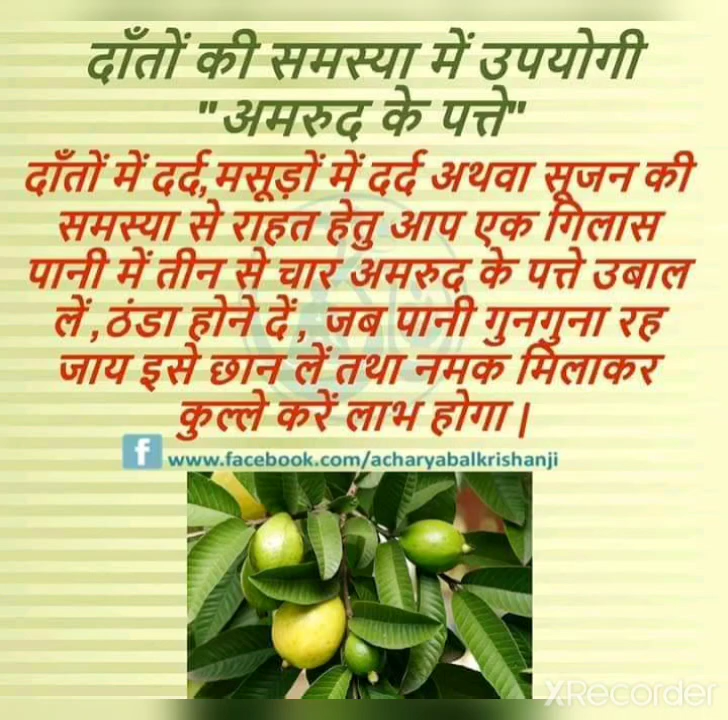 दाँतों की समस्या में उपयोगी
"अमरुद के पत्ते"
दाँतों में दर्द,मसूड़ों में दर्द अथवा सूजन की
समस्या से राहत हेतु आप एक गिलास
पानी में तीन से चार अमरुद के पत्ते उबाल
लें ,ठंडा होने दें, जब पानी गुनगुना रह
जाय इसे छान लें तथा नमक मिलाकर
कुल्ले करें लाभ होगा |
f www.facebook.com/acharyabalkrishanji
XRecorder